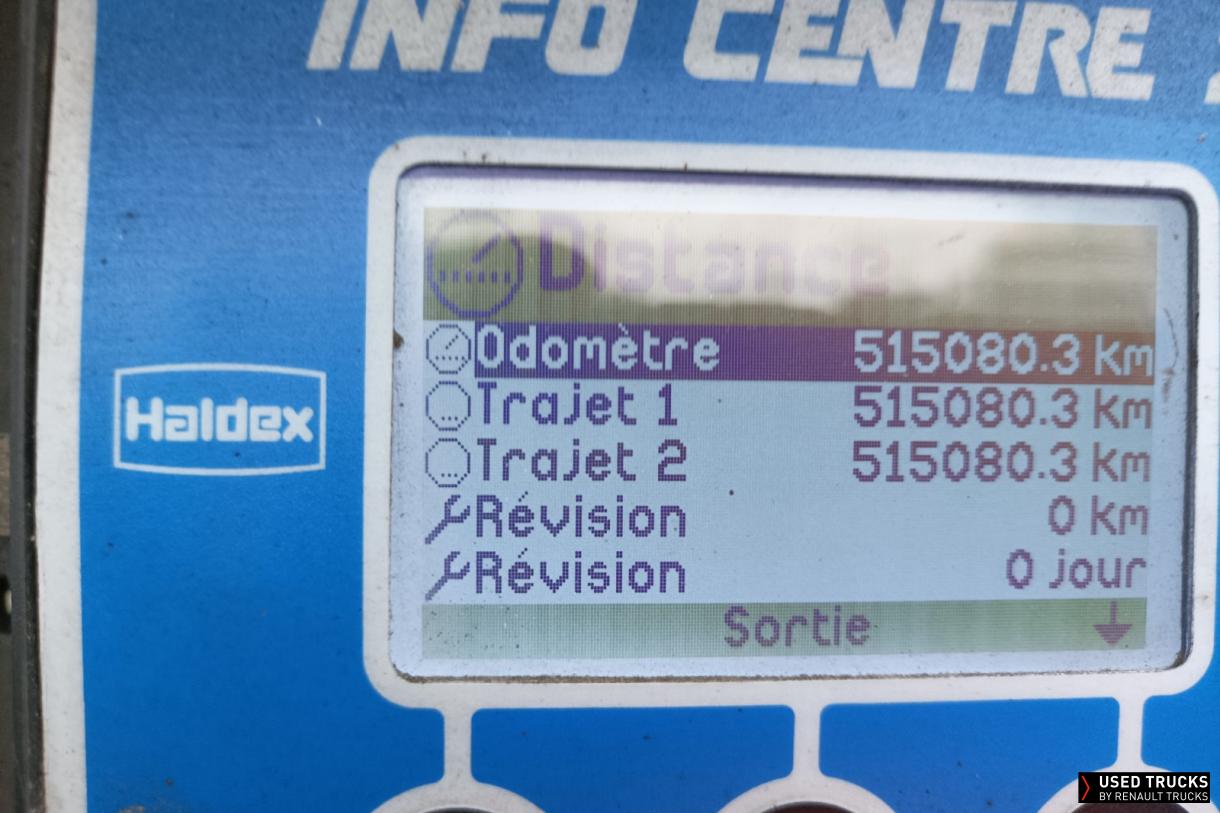 INFO CENTRE
Distance
Odomètre 515080.3 Km
Trajet 1 515080.3 Km
Trajet 2 515080.3 Km
Révision 0 Km
Révision 0 jour
Sortie
Haldex
USED TRUCKS
BY RENAULT TRUCKS